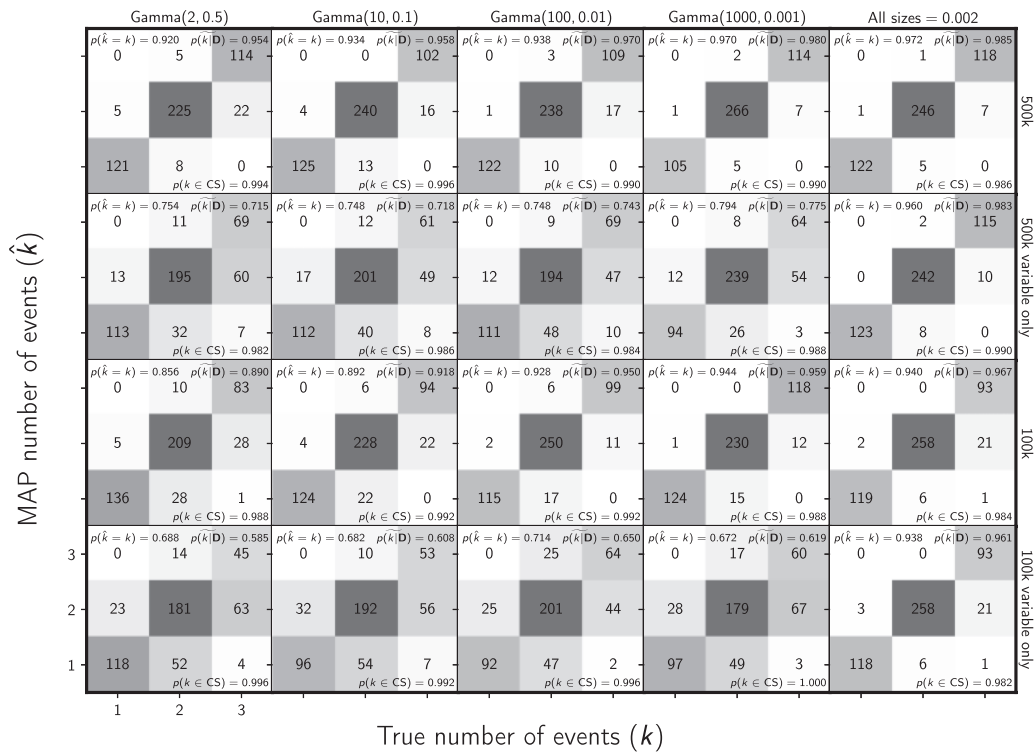 Gamma(2, 0.5) Gamma(10, 0.1) Gamma(100, 0.01) Gamma(1000, 0.001) All sizes = 0.002
p(k̂ = k) = 0.920 p(k|D) = 0.954 p(k̂ = k) = 0.934 p(k|D) = 0.958 p(k̂ = k) = 0.938 p(k|D) = 0.970 p(k̂ = k) = 0.970 p(k|D) = 0.980 p(k̂ = k) = 0.972 p(k|D) = 0.985
0 5 114 0 0 102 0 3 109 0 2 114 0 1 118
5 225 22 4 240 16 1 238 17 1 266 7 1 246 7
500k
121 8 0 125 13 0 122 10 0 105 5 0 122 5 0
p(k ∈ CS) = 0.994 p(k ∈ CS) = 0.996 p(k ∈ CS) = 0.990 p(k ∈ CS) = 0.990 p(k ∈ CS) = 0.986
p(k̂ = k) = 0.754 p(k|D) = 0.715 p(k̂ = k) = 0.748 p(k|D) = 0.718 p(k̂ = k) = 0.748 p(k|D) = 0.743 p(k̂ = k) = 0.794 p(k|D) = 0.775 p(k̂ = k) = 0.960 p(k|D) = 0.983
0 11 69 0 12 61 0 9 69 0 8 64 0 2 115
13 195 60 17 201 49 12 194 47 12 239 54 0 242 10
500k variable only
113 32 7 112 40 8 111 48 10 94 26 3 123 8 0
p(k ∈ CS) = 0.982 p(k ∈ CS) = 0.986 p(k ∈ CS) = 0.984 p(k ∈ CS) = 0.988 p(k ∈ CS) = 0.990
p(k̂ = k) = 0.856 p(k|D) = 0.890 p(k̂ = k) = 0.892 p(k|D) = 0.918 p(k̂ = k) = 0.928 p(k|D) = 0.950 p(k̂ = k) = 0.944 p(k|D) = 0.959 p(k̂ = k) = 0.940 p(k|D) = 0.967
0 10 83 0 6 94 0 6 99 0 0 118 0 0 93
5 209 28 4 228 22 2 250 11 1 230 12 2 258 21
100k
136 28 1 124 22 0 115 17 0 124 15 0 119 6 1
p(k ∈ CS) = 0.988 p(k ∈ CS) = 0.992 p(k ∈ CS) = 0.992 p(k ∈ CS) = 0.988 p(k ∈ CS) = 0.984
p(k̂ = k) = 0.688 p(k|D) = 0.585 p(k̂ = k) = 0.682 p(k|D) = 0.608 p(k̂ = k) = 0.714 p(k|D) = 0.650 p(k̂ = k) = 0.672 p(k|D) = 0.619 p(k̂ = k) = 0.938 p(k|D) = 0.961
3 0 14 45 0 10 53 0 25 64 0 17 60 0 0 93
2 23 181 63 32 192 56 25 201 44 28 179 67 3 258 21
100k variable only
1 118 52 4 96 54 7 92 47 2 97 49 3 118 6 1
p(k ∈ CS) = 0.996 p(k ∈ CS) = 0.992 p(k ∈ CS) = 0.996 p(k ∈ CS) = 1.000 p(k ∈ CS) = 0.982
1 2 3
MAP number of events (k̂)
True number of events (k)